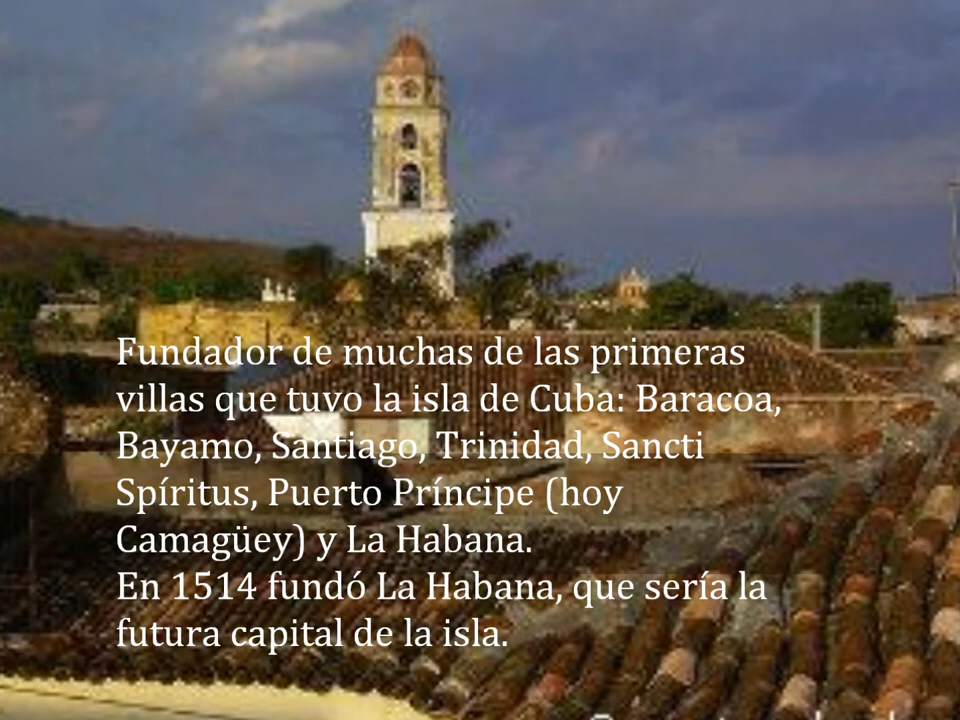 Fundador de muchas de las primeras
villas que tuvo la isla de Cuba: Baracoa,
Bayamo, Santiago, Trinidad, Sancti
Spíritus, Puerto Príncipe (hoy
Camagüey) y La Habana.
En 1514 fundó La Habana, que sería la
futura capital de la isla.